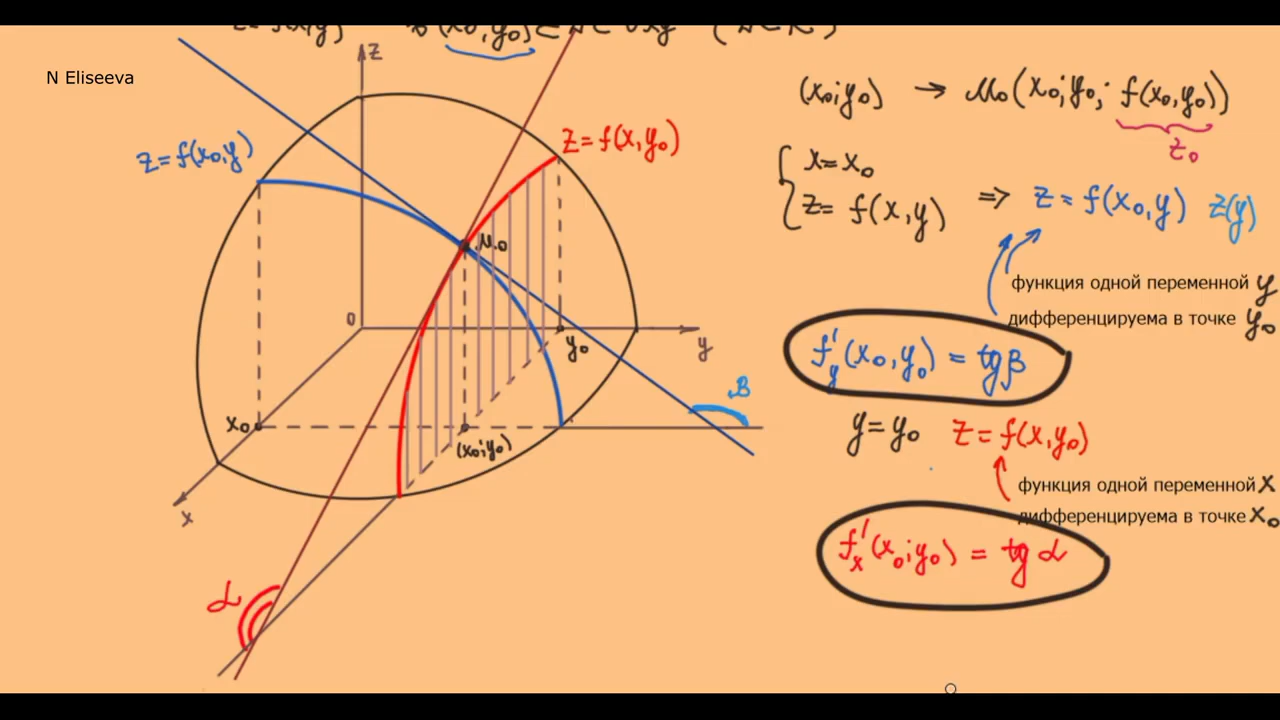 N Eliseeva
z
z = f(x₀,y)
z = f(x,y₀)
M₀
0
y₀
y
β
x₀
(x₀;y₀)
x
α
(x₀;y₀) → M₀(x₀;y₀; f(x₀,y₀))
z₀
{ x = x₀
z = f(x,y) ⇒ z = f(x₀,y) z(y)
функция одной переменной y
дифференцируема в точке y₀
f'y(x₀,y₀) = tg β
y = y₀ z = f(x,y₀)
функция одной переменной x
дифференцируема в точке x₀
f'x(x₀;y₀) = tg α